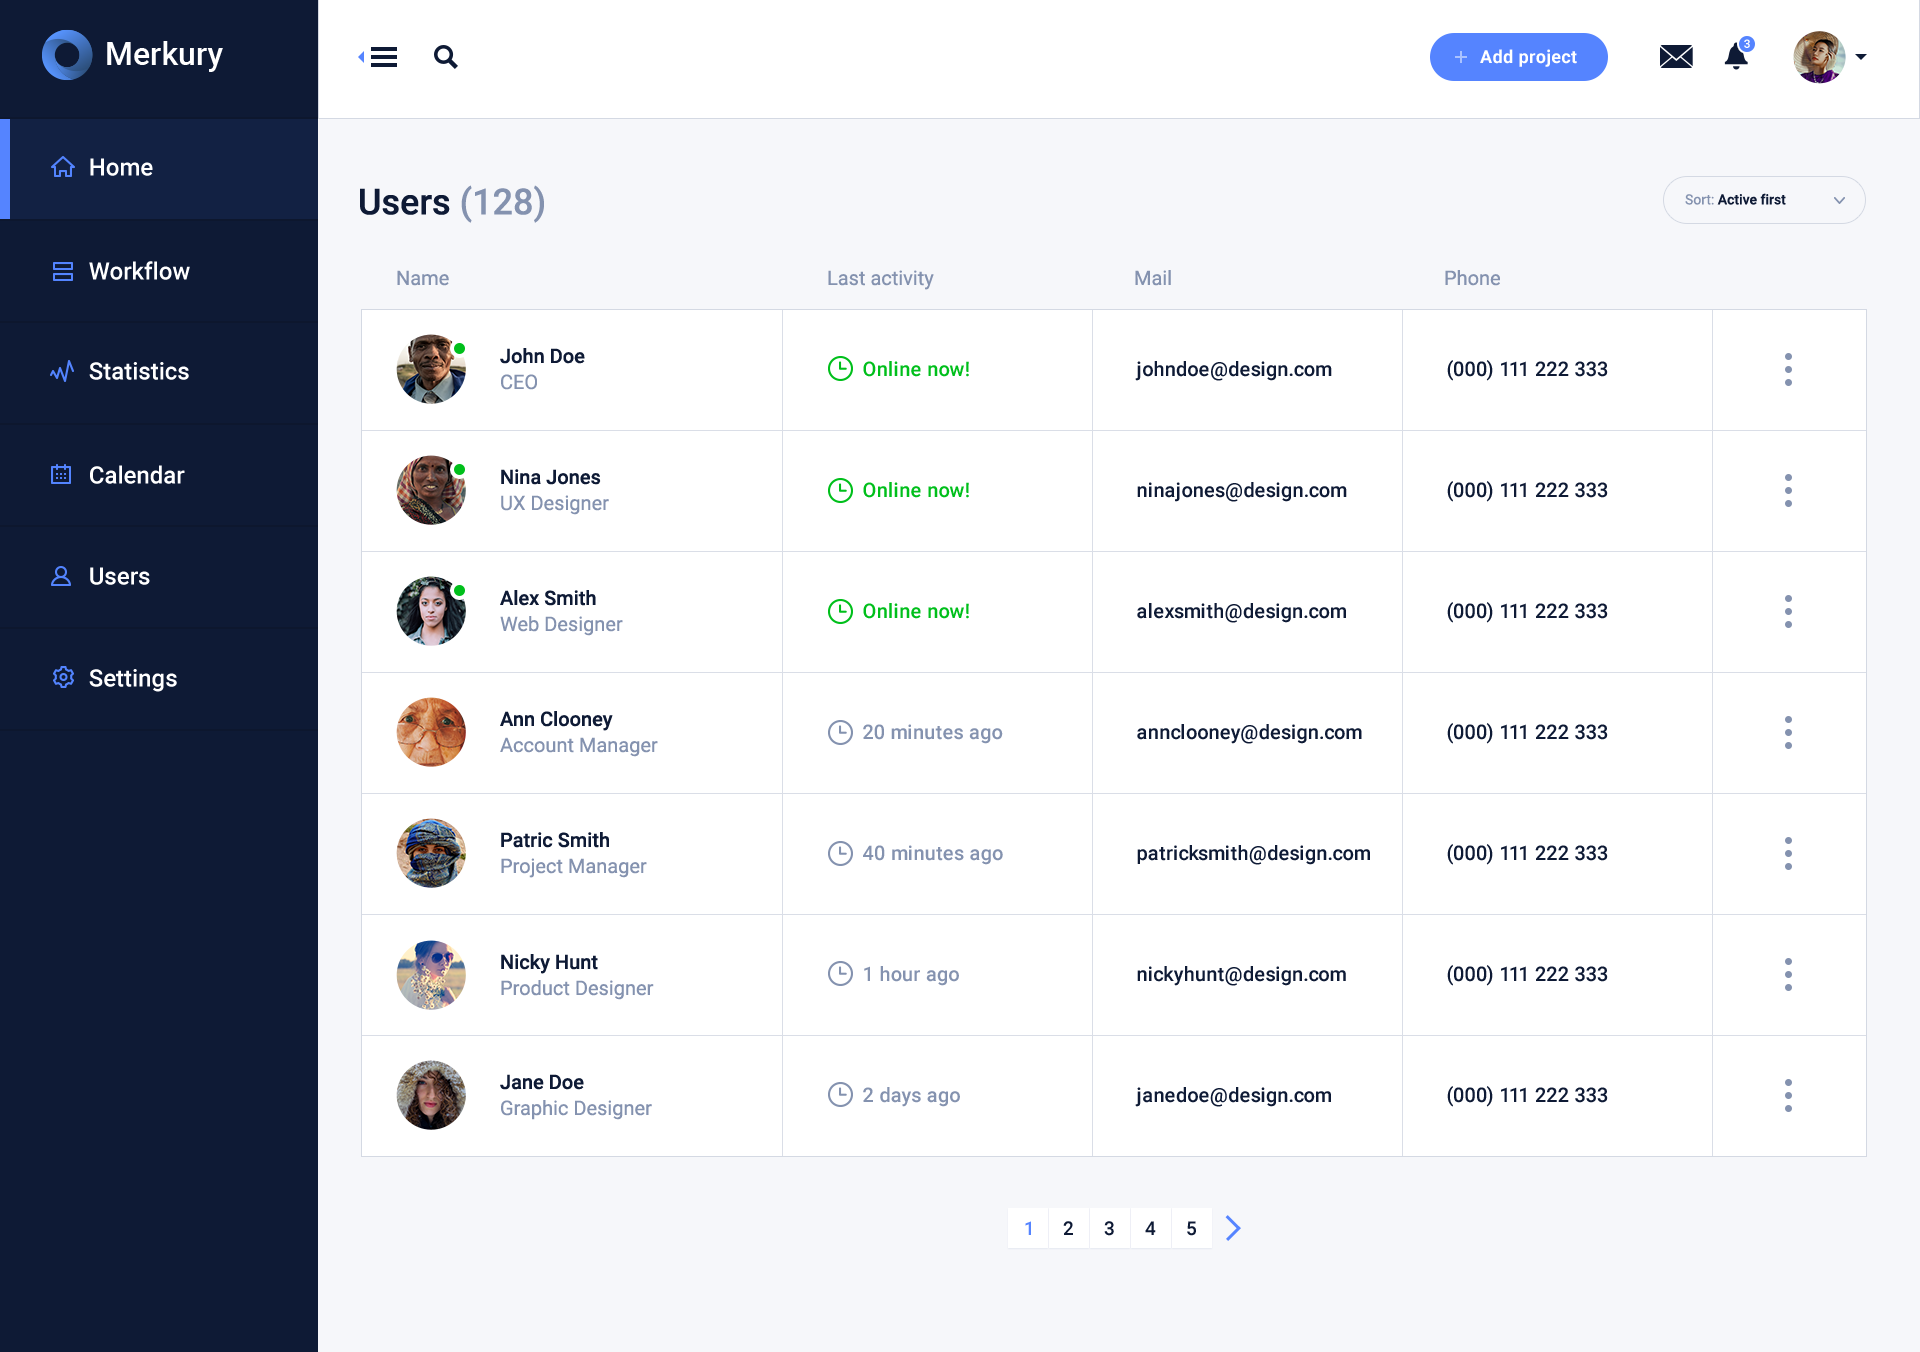 Merkury
+ Add project
3
Home
Workflow
Statistics
Calendar
Users
Settings
Users (128)
Sort: Active first
Name Last activity Mail Phone
John Doe
CEO
Online now!
johndoe@design.com
(000) 111 222 333
Nina Jones
UX Designer
Online now!
ninajones@design.com
(000) 111 222 333
Alex Smith
Web Designer
Online now!
alexsmith@design.com
(000) 111 222 333
Ann Clooney
Account Manager
20 minutes ago
annclooney@design.com
(000) 111 222 333
Patric Smith
Project Manager
40 minutes ago
patricksmith@design.com
(000) 111 222 333
Nicky Hunt
Product Designer
1 hour ago
nickyhunt@design.com
(000) 111 222 333
Jane Doe
Graphic Designer
2 days ago
janedoe@design.com
(000) 111 222 333
1 2 3 4 5